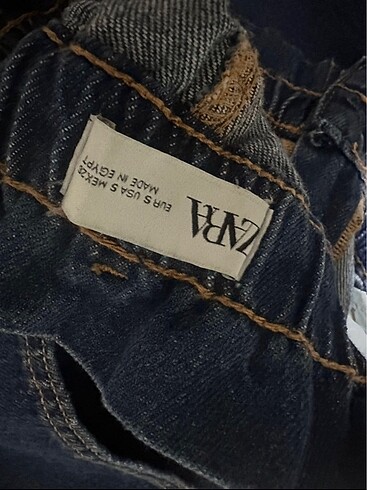 ZARA
EUR S USA S MEX 26
MADE IN EGYPT